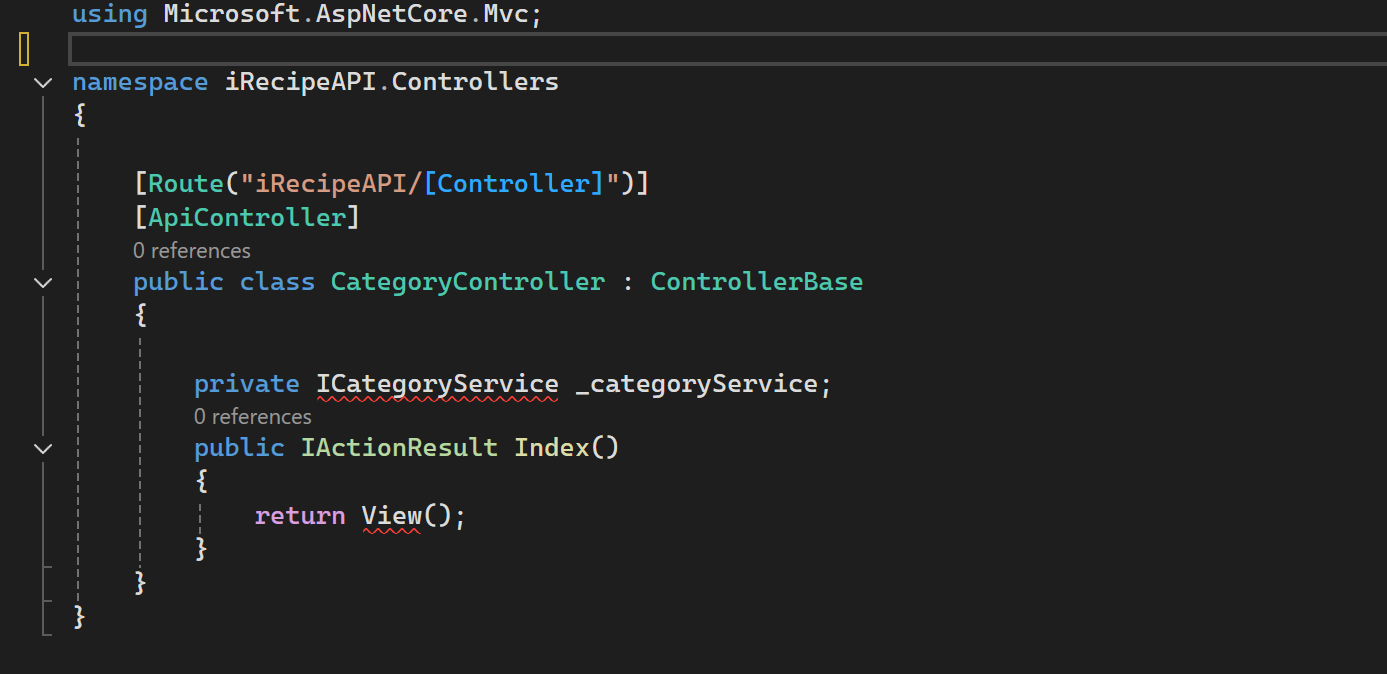 using Microsoft.AspNetCore.Mvc;
namespace iRecipeAPI.Controllers
{
[Route("iRecipeAPI/[Controller]")]
[ApiController]
0 references
public class CategoryController : ControllerBase
{
private ICategoryService _categoryService;
0 references
public IActionResult Index()
{
return View();
}
}
}